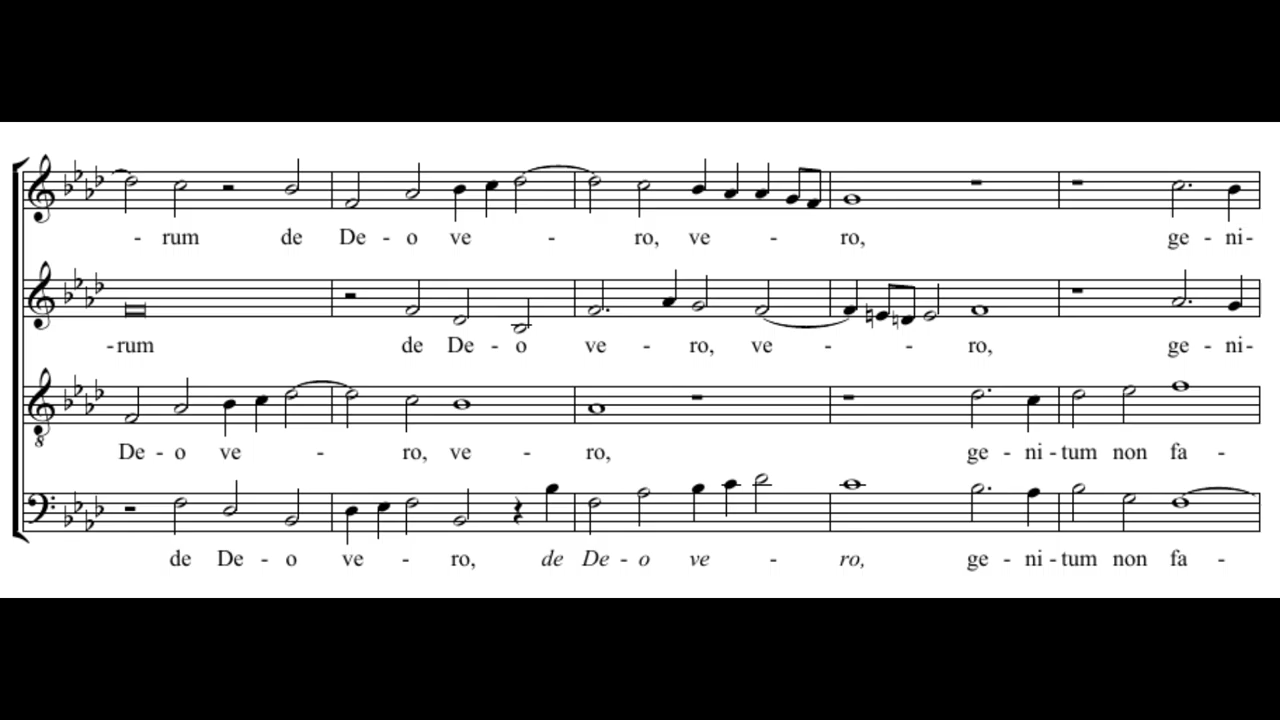 - rum de De - o ve - ro, ve - ro, ge - ni-
-rum de De - o ve - ro, ve - - ro, ge - ni-
8
De - o ve - ro, ve - ro, ge - ni - tum non fa -
de De - o ve - ro, de De - o ve - ro, ge - ni - tum non fa -